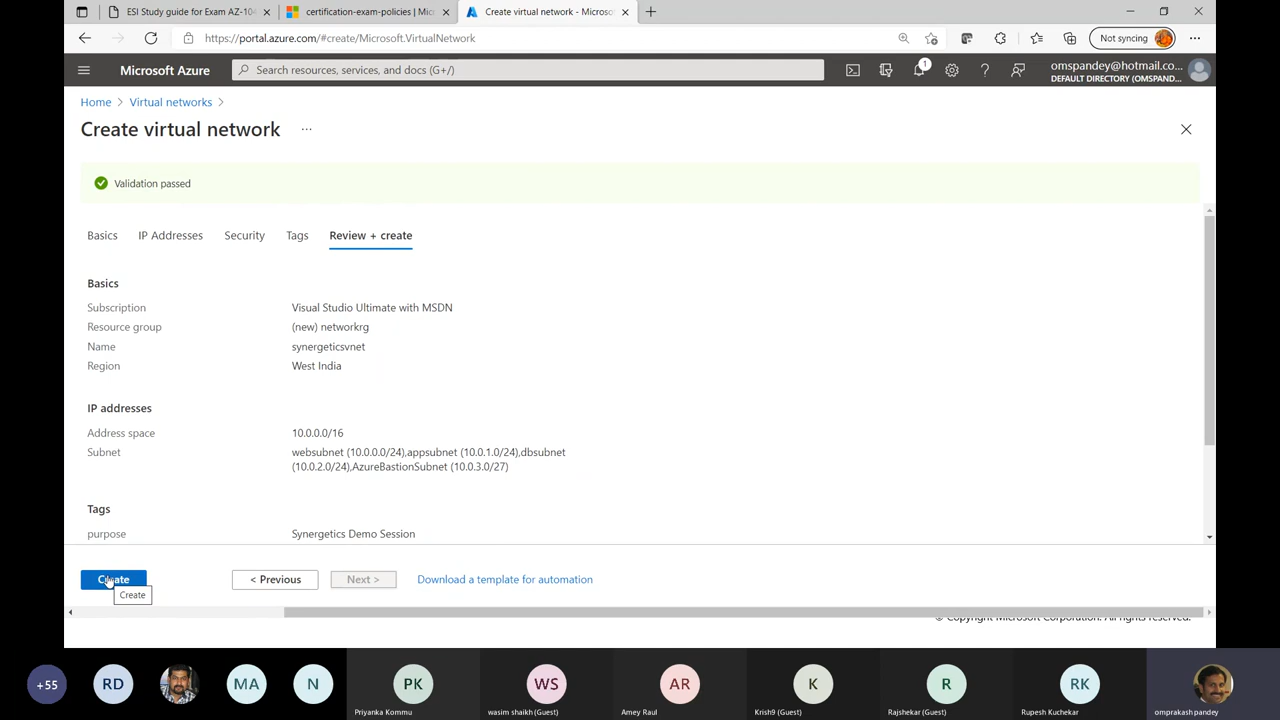 ESI Study guide for Exam AZ-104
certification-exam-policies | Mic
Create virtual network - Microso
https://portal.azure.com/#create/Microsoft.VirtualNetwork
Not syncing
Microsoft Azure
Search resources, services, and docs (G+/)
1
omspandey@hotmail.co...
DEFAULT DIRECTORY (OMSPAND...
Home > Virtual networks >
Create virtual network ...
Validation passed
Basics IP Addresses Security Tags Review + create
Basics
Subscription Visual Studio Ultimate with MSDN
Resource group (new) networkrg
Name synergeticsvnet
Region West India
IP addresses
Address space 10.0.0.0/16
Subnet websubnet (10.0.0.0/24),appsubnet (10.0.1.0/24),dbsubnet
(10.0.2.0/24),AzureBastionSubnet (10.0.3.0/27)
Tags
purpose Synergetics Demo Session
Create < Previous Next > Download a template for automation
Create
© Copyright Microsoft Corporation. All rights reserved.
+55 RD MA N PK WS AR K R RK
Priyanka Kommu wasim shaikh (Guest) Amey Raul Krish9 (Guest) Rajshekar (Guest) Rupesh Kuchekar omprakash pandey